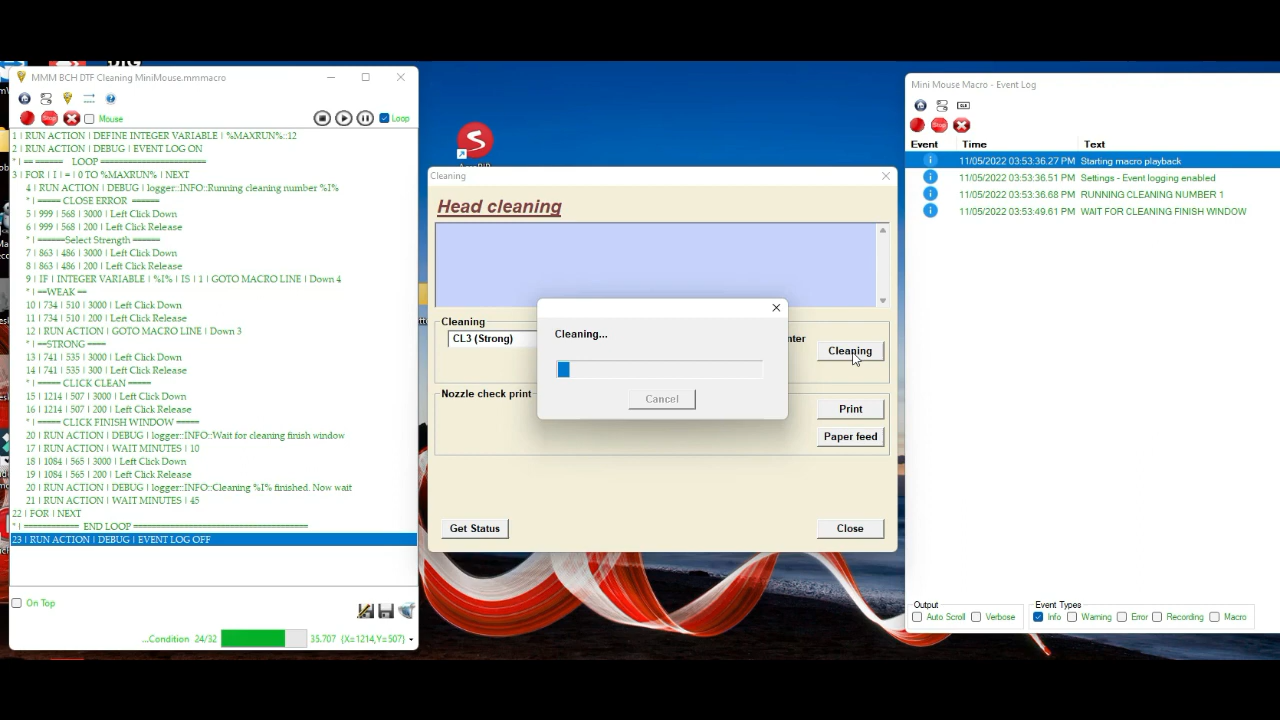 MMM BCH DTF Cleaning MiniMouse.mmmacro
Mouse
Loop
1 | RUN ACTION | DEFINE INTEGER VARIABLE | %MAXRUN%::12
2 | RUN ACTION | DEBUG | EVENT LOG ON
* | == ====== LOOP ========================
3 | FOR | I | = | 0 TO %MAXRUN% | NEXT
4 | RUN ACTION | DEBUG | logger::INFO::Running cleaning number %I%
* | ===== CLOSE ERROR ======
5 | 999 | 568 | 3000 | Left Click Down
6 | 999 | 568 | 200 | Left Click Release
* | ======Select Strength ======
7 | 863 | 486 | 3000 | Left Click Down
8 | 863 | 486 | 200 | Left Click Release
9 | IF | INTEGER VARIABLE | %I% | IS | 1 | GOTO MACRO LINE | Down 4
* | ==WEAK ==
10 | 734 | 510 | 3000 | Left Click Down
11 | 734 | 510 | 200 | Left Click Release
12 | RUN ACTION | GOTO MACRO LINE | Down 3
* | ==STRONG ====
13 | 741 | 535 | 3000 | Left Click Down
14 | 741 | 535 | 300 | Left Click Release
* | ===== CLICK CLEAN =====
15 | 1214 | 507 | 3000 | Left Click Down
16 | 1214 | 507 | 200 | Left Click Release
* | ===== CLICK FINISH WINDOW =====
20 | RUN ACTION | DEBUG | logger::INFO::Wait for cleaning finish window
17 | RUN ACTION | WAIT MINUTES | 10
18 | 1084 | 565 | 3000 | Left Click Down
19 | 1084 | 565 | 200 | Left Click Release
20 | RUN ACTION | DEBUG | logger::INFO::Cleaning %I% finished. Now wait
21 | RUN ACTION | WAIT MINUTES | 45
22 | FOR | NEXT
* | ============ END LOOP ===================================
23 | RUN ACTION | DEBUG | EVENT LOG OFF
On Top
...Condition 24/32
35.707 {X=1214,Y=507}
Cleaning
Head cleaning
Cleaning
CL3 (Strong)
nter
Cleaning
Cleaning...
Cancel
Nozzle check print
Print
Paper feed
Get Status
Close
Mini Mouse Macro - Event Log
CLR
Stop
Event Time Text
11/05/2022 03:53:36.27 PM Starting macro playback
11/05/2022 03:53:36.51 PM Settings - Event logging enabled
11/05/2022 03:53:36.68 PM RUNNING CLEANING NUMBER 1
11/05/2022 03:53:49.61 PM WAIT FOR CLEANING FINISH WINDOW
Output
Auto Scroll Verbose
Event Types
Info Warning Error Recording Macro